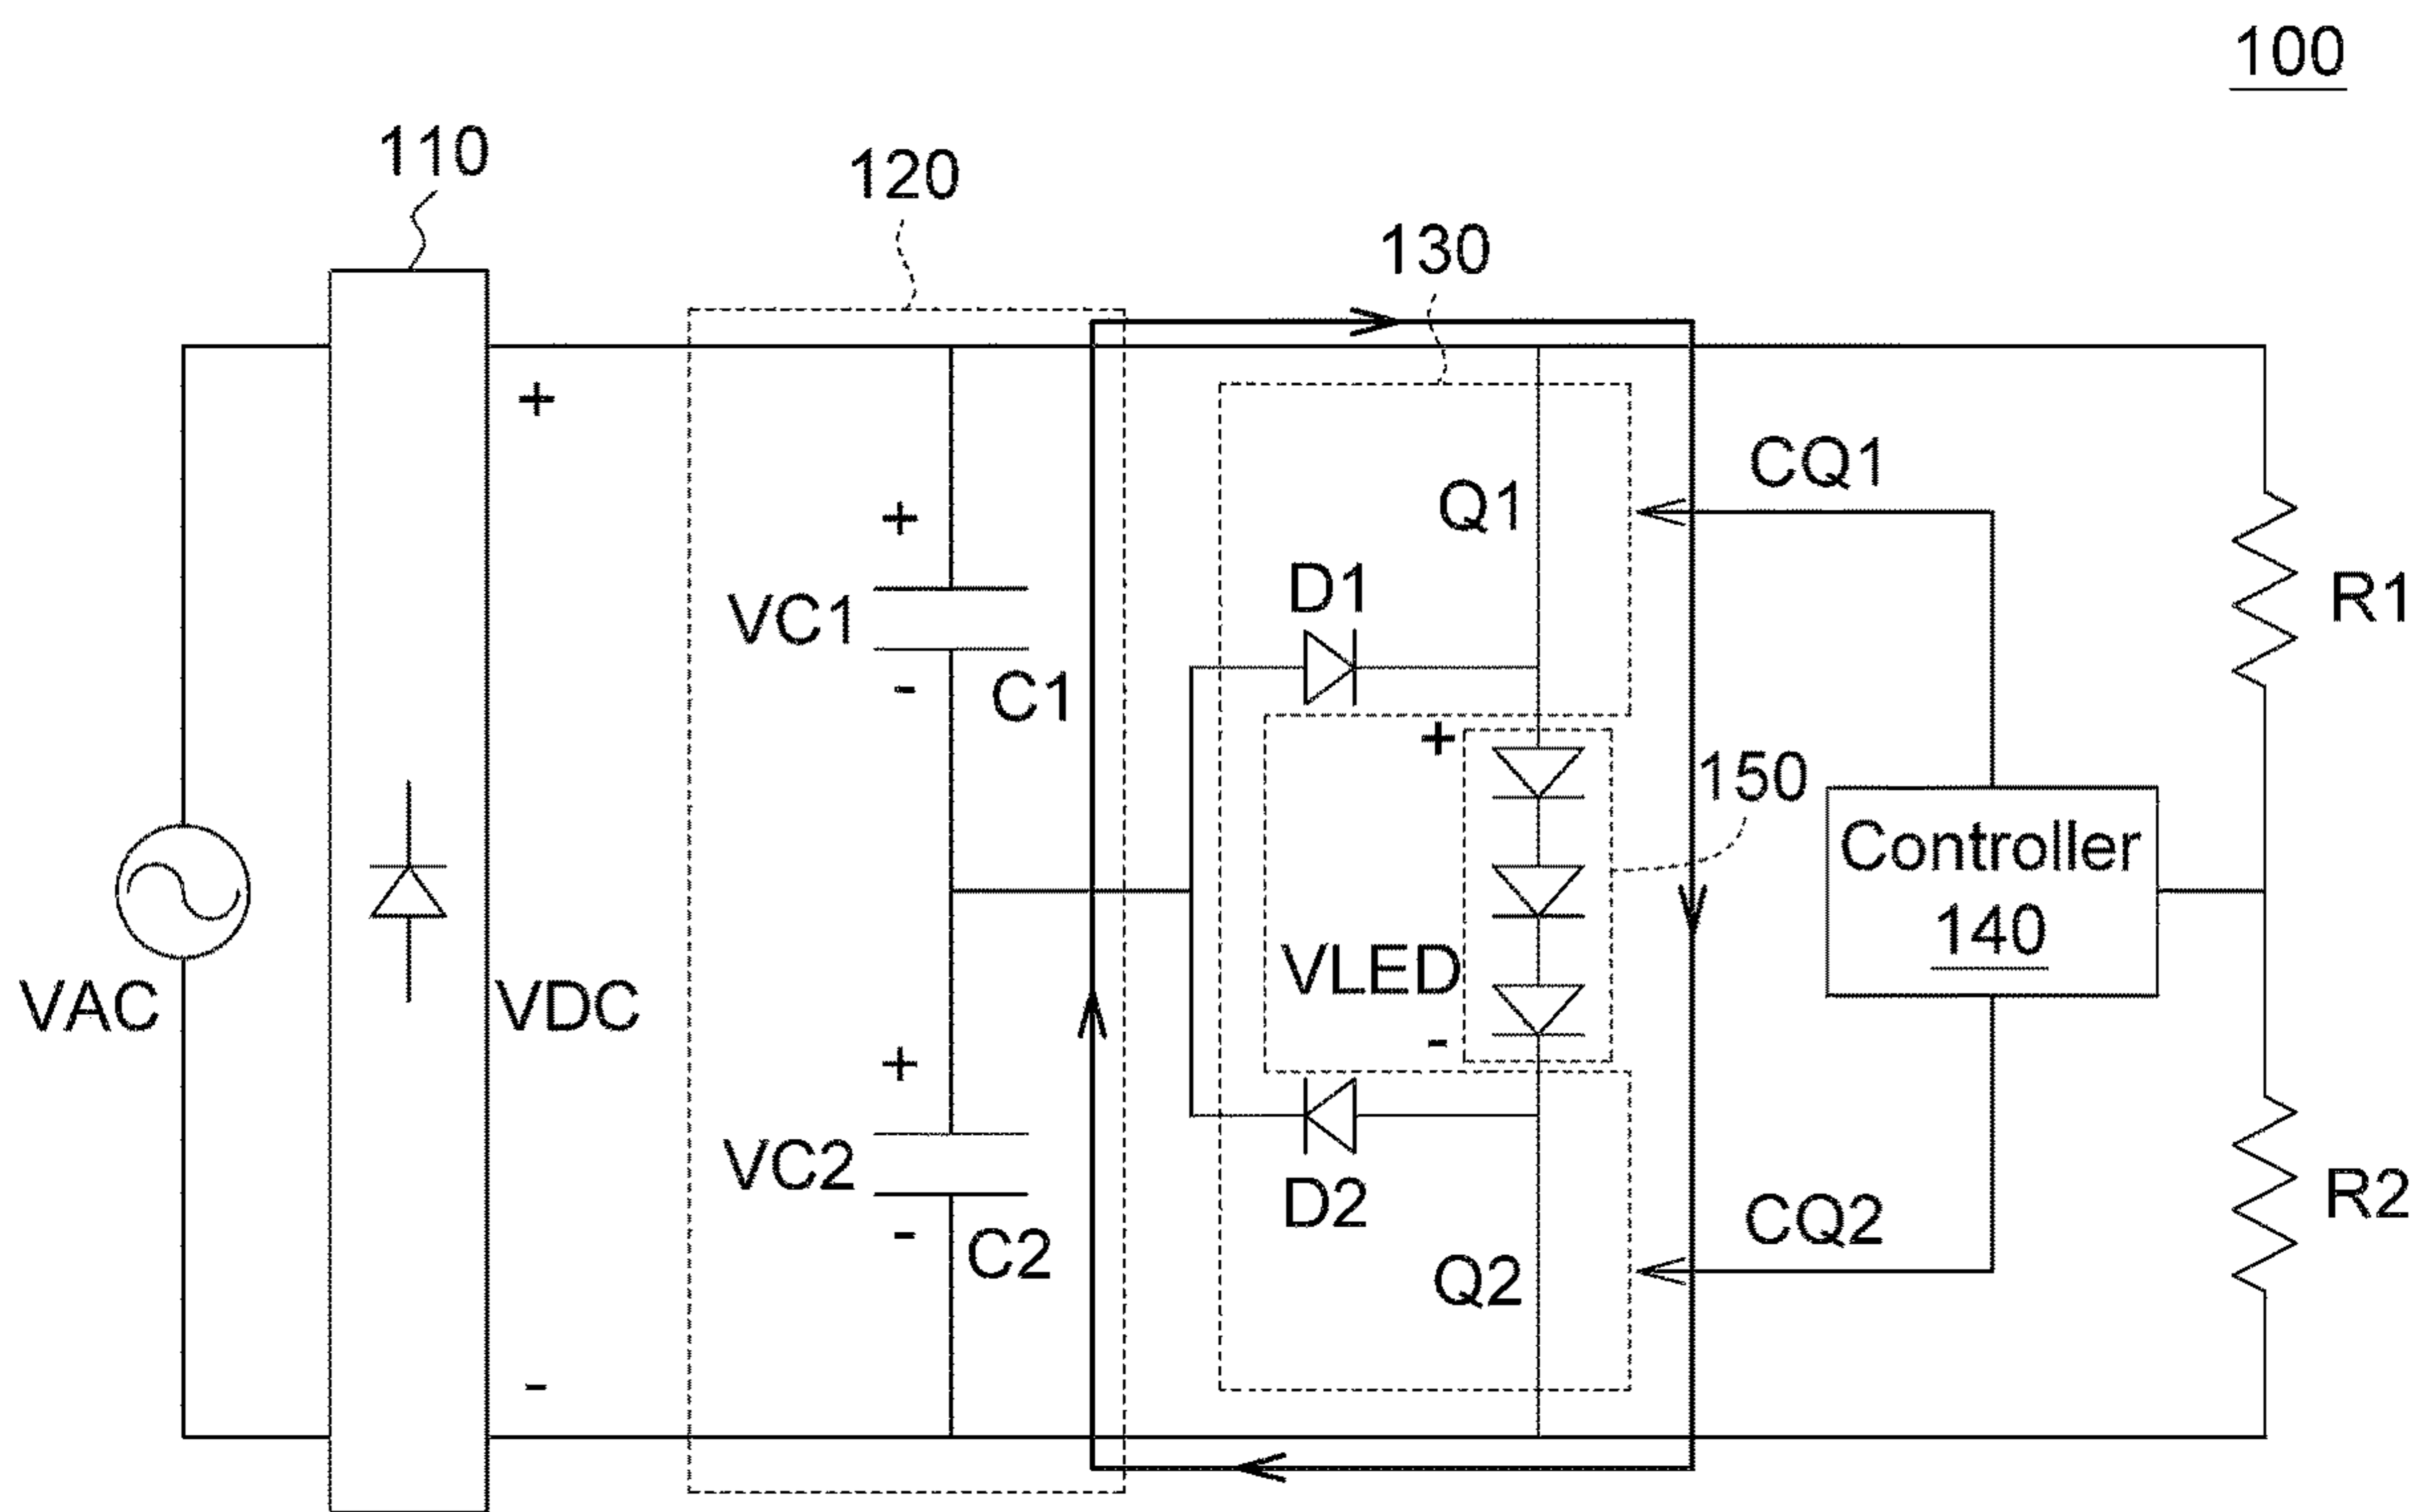 100
110
120
130
+
CQ1
Q1
+
D1
R1
VC1
-
C1
+
150
Controller
140
VLED
VAC
VDC
-
+
VC2
D2
R2
CQ2
-
C2
Q2
-